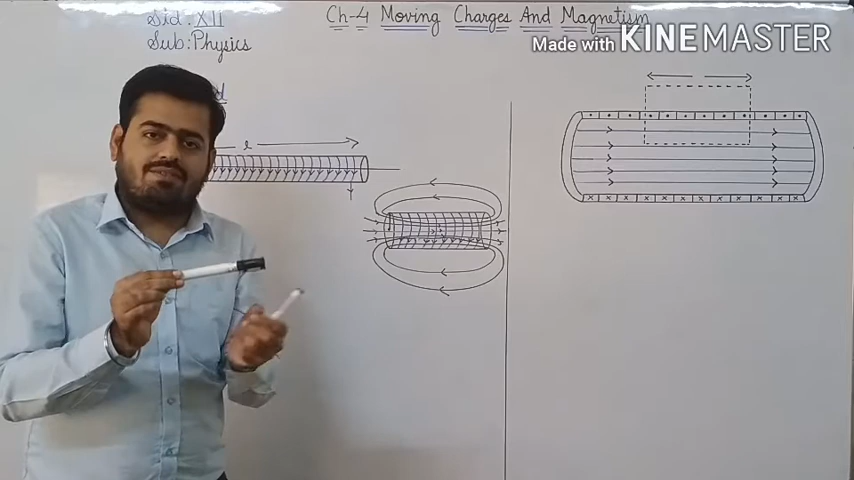 Std. XII
Sub: Physics
Ch-4 Moving Charges And Magnetism
Made with KINEMASTER
d
l